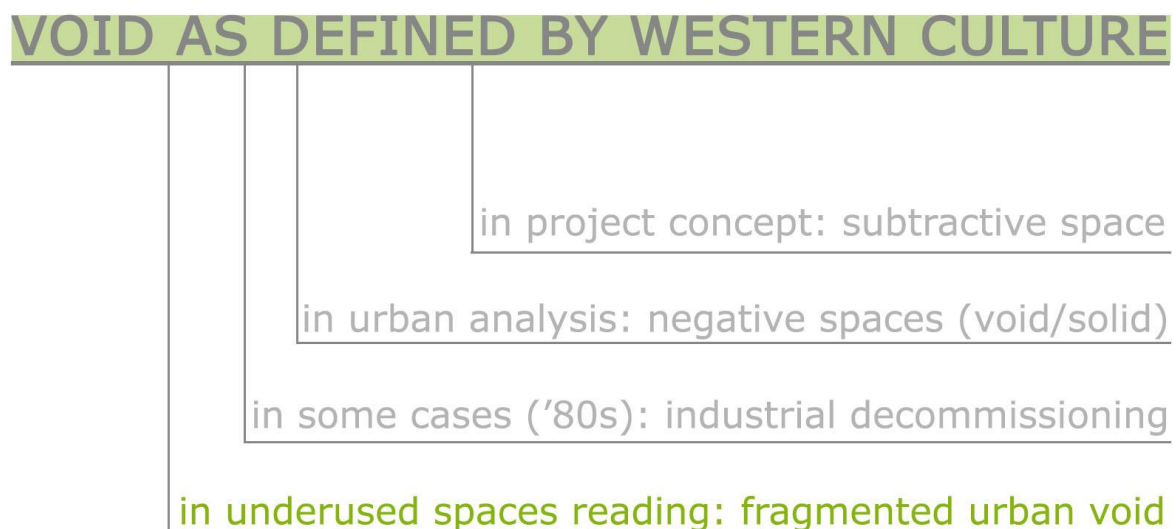 VOID AS DEFINED BY WESTERN CULTURE
in project concept: subtractive space
in urban analysis: negative spaces (void/solid)
in some cases (’80s): industrial decommissioning
in underused spaces reading: fragmented urban void